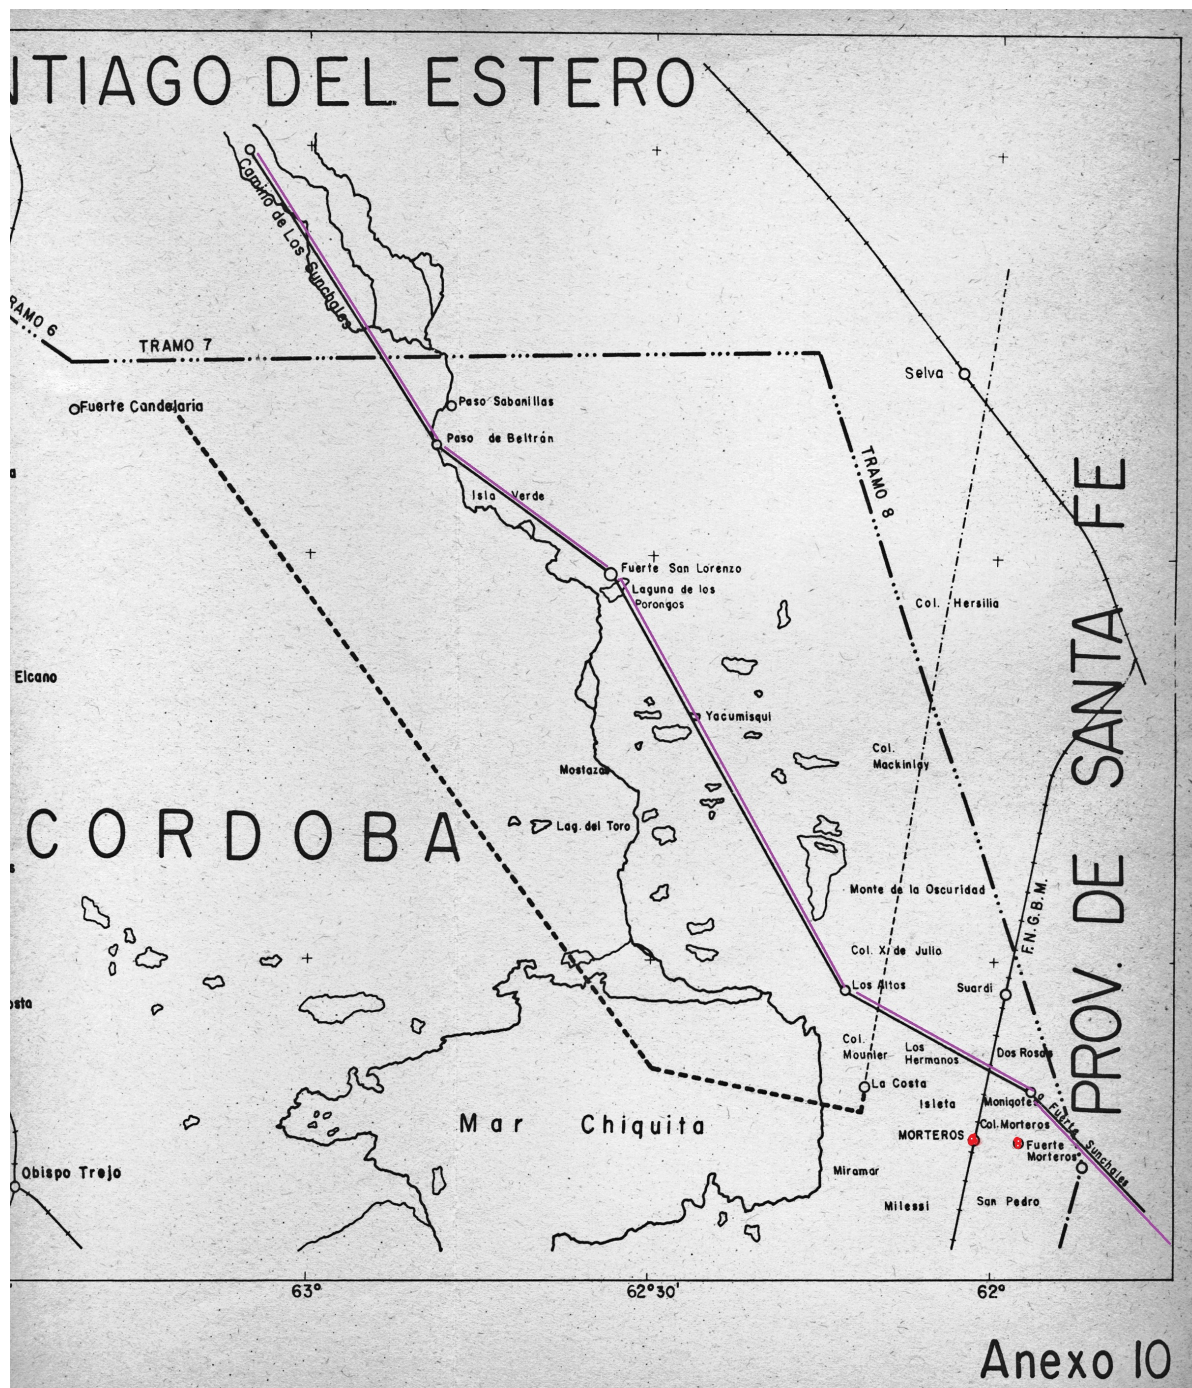 NTIAGO DEL ESTERO
Camino de Los Sunchales
RAMO 6
TRAMO 7
Selva
Fuerte Candelaria
Paso Sabanillas
Paso de Beltrán
TRAMO 8
a
Isla Verde
Fuerte San Lorenzo
Laguna de los
Porongos
Col. Hersilia
Elcano
Yacumisqui
Col.
Mackinlay
Mostazas
CORDOBA
Lag. del Toro
s
Monte de la Oscuridad
F.N.G.B.M.
PROV. DE SANTA FE
Col. X de Julio
Los Altos
Suardi
osta
Col.
Mounier
Los
Hermanos
Dos Rosas
La Costa
Isleta
Monigotes
a Fuerte Sunchales
Mar Chiquita
Col. Morteros
MORTEROS
Fuerte
Morteros
Obispo Trejo
Miramar
Milessi
San Pedro
63°
62°30'
62°
Anexo 10